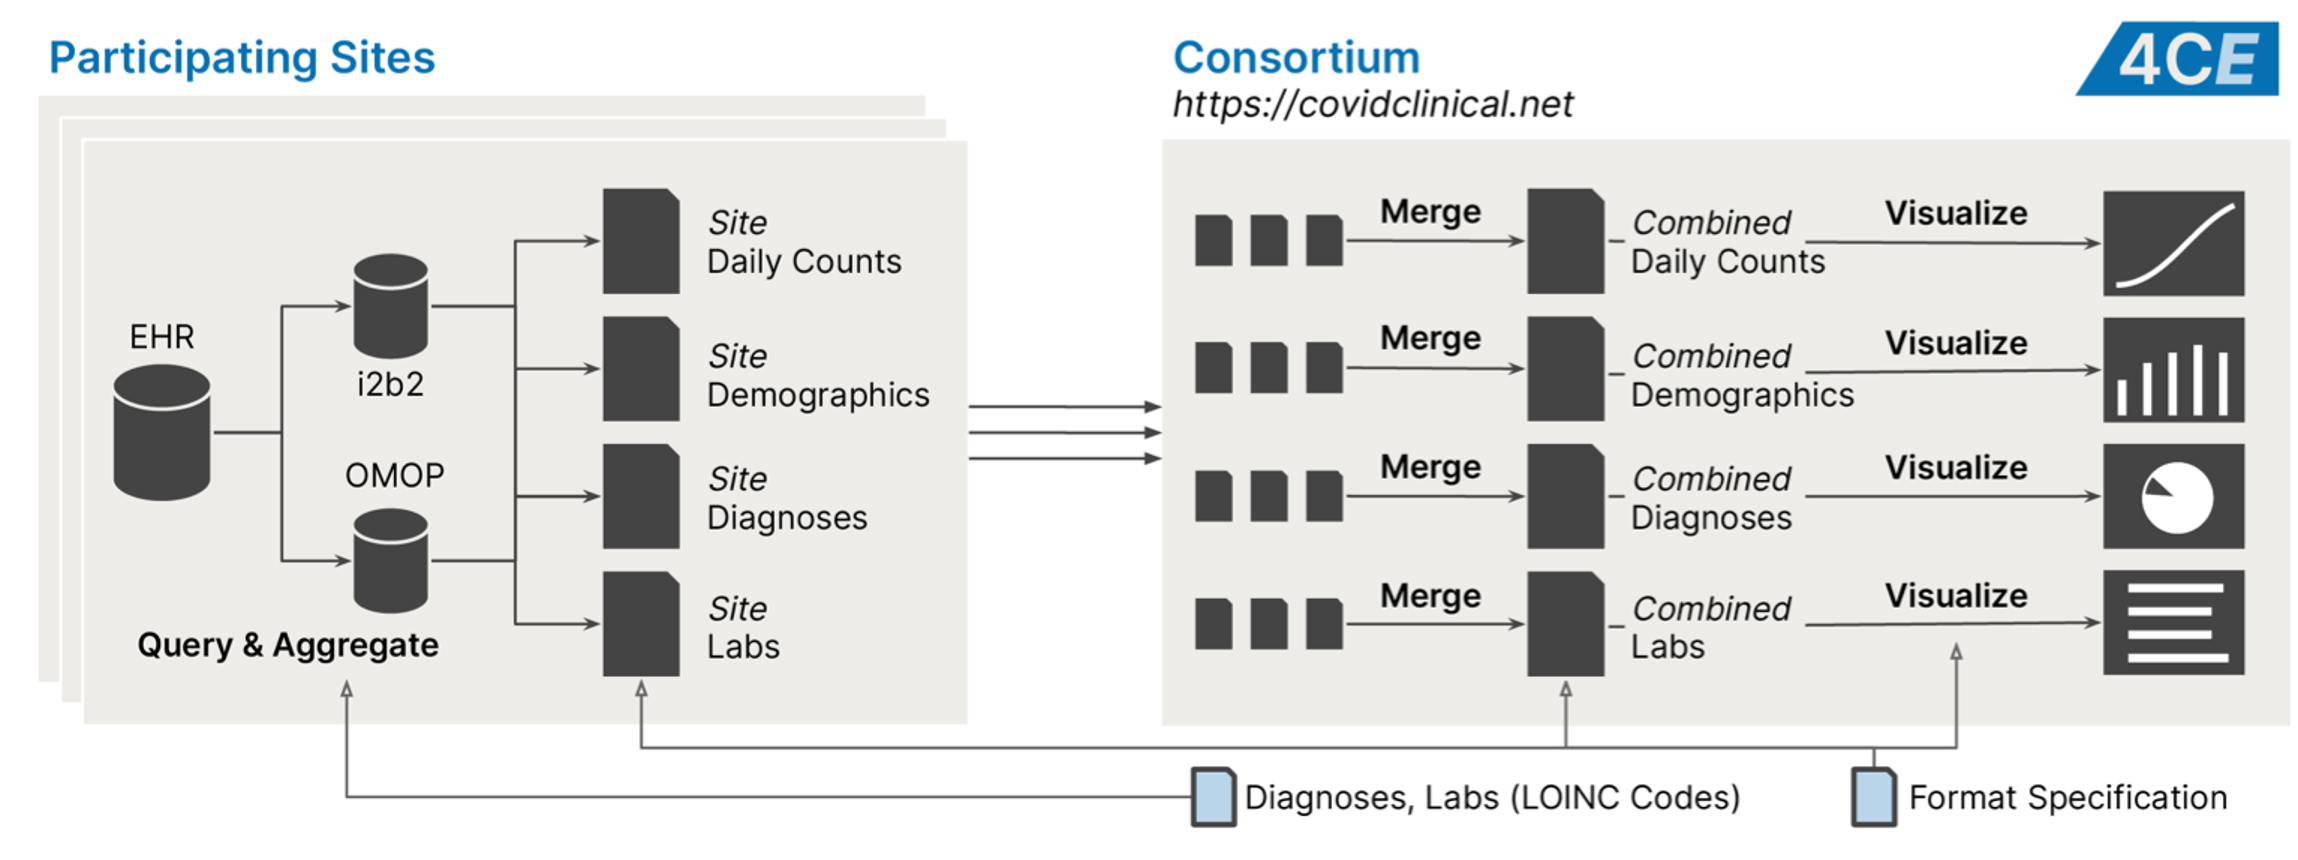 Participating Sites
Consortium
https://covidclinical.net
4CE
EHR
i2b2
OMOP
Query & Aggregate
Site
Daily Counts
Site
Demographics
Site
Diagnoses
Site
Labs
Merge
Combined
Daily Counts
Visualize
Merge
Combined
Demographics
Visualize
Merge
Combined
Diagnoses
Visualize
Merge
Combined
Labs
Visualize
Diagnoses, Labs (LOINC Codes)
Format Specification